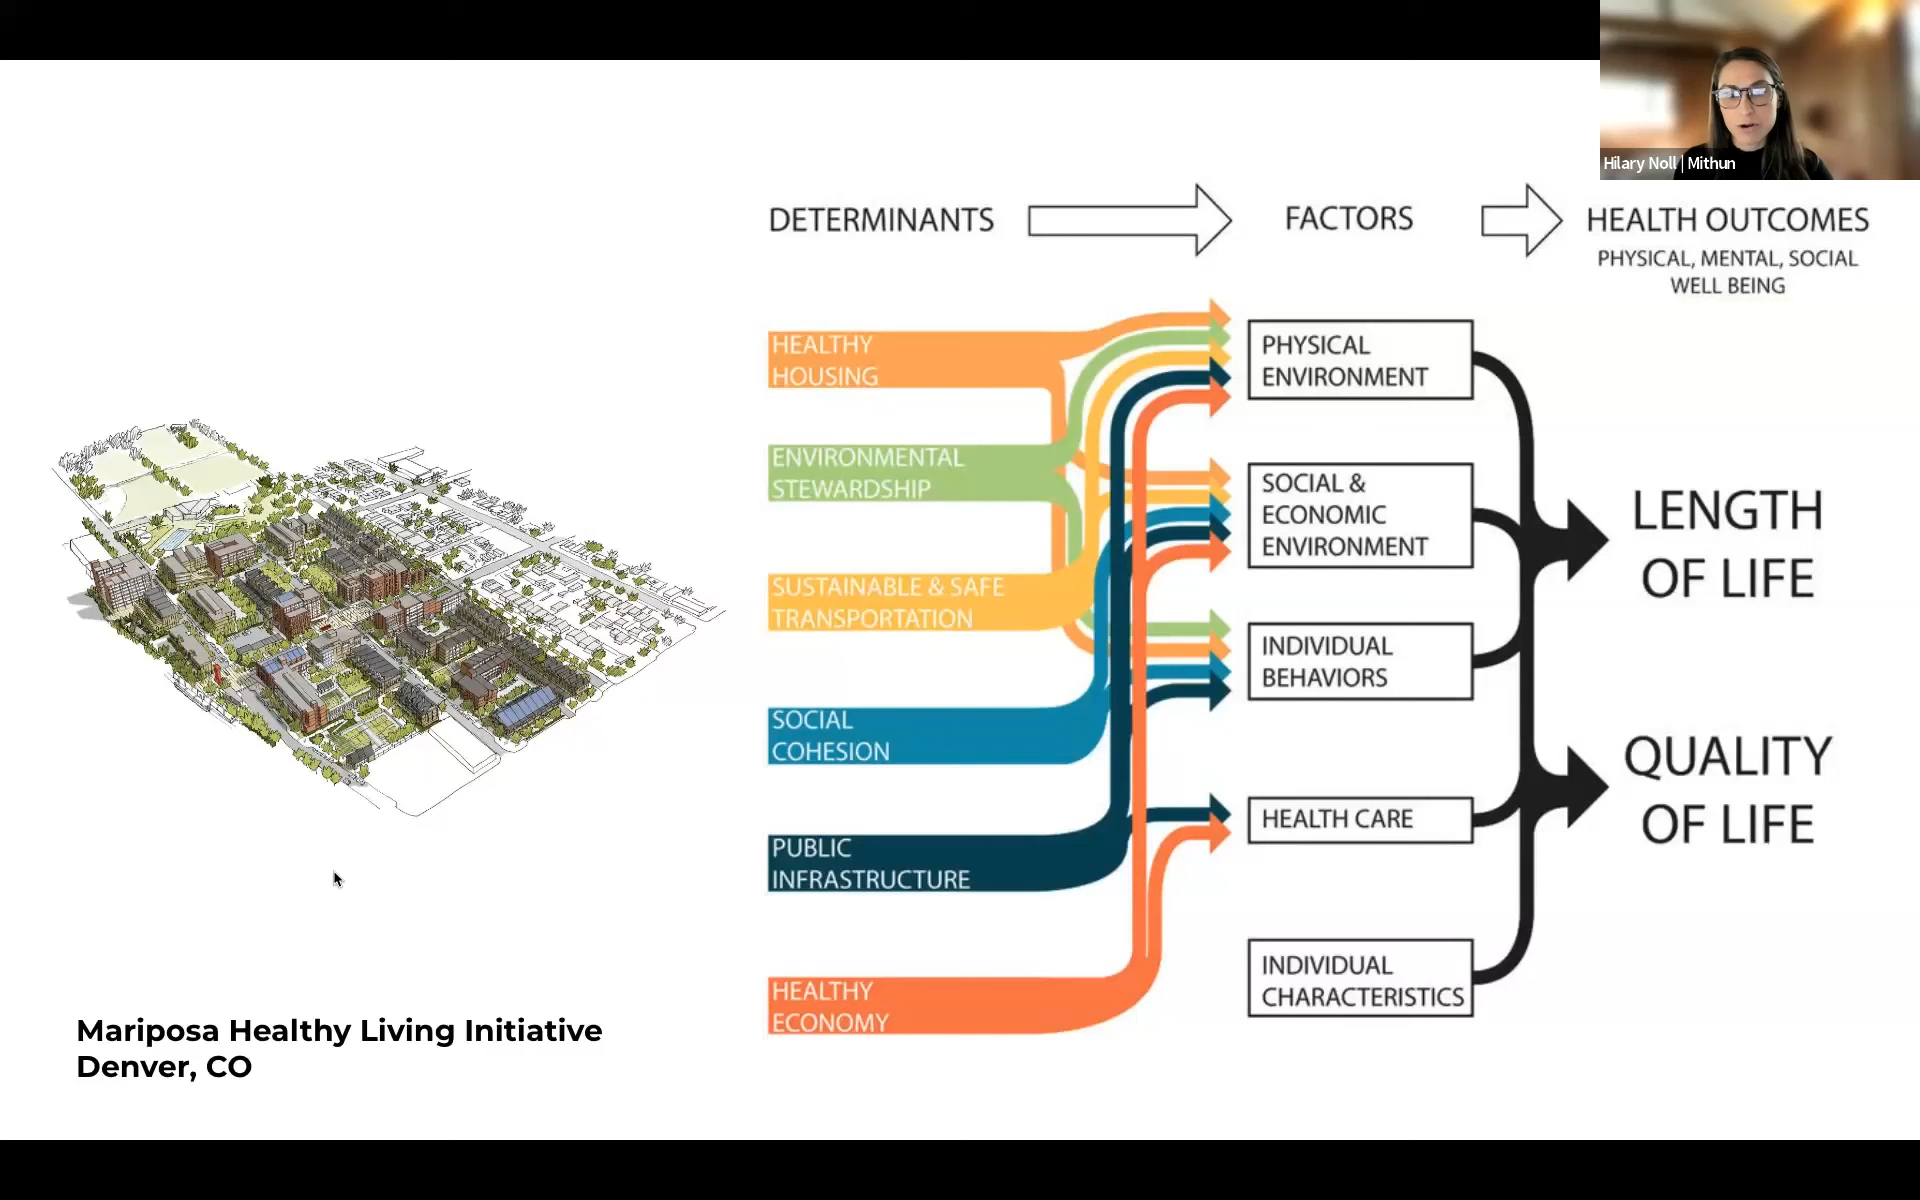 Hilary Noll | Mithun
DETERMINANTS
FACTORS
HEALTH OUTCOMES
PHYSICAL, MENTAL, SOCIAL
WELL BEING
HEALTHY
HOUSING
ENVIRONMENTAL
STEWARDSHIP
SUSTAINABLE & SAFE
TRANSPORTATION
SOCIAL
COHESION
PUBLIC
INFRASTRUCTURE
HEALTHY
ECONOMY
PHYSICAL
ENVIRONMENT
SOCIAL &
ECONOMIC
ENVIRONMENT
INDIVIDUAL
BEHAVIORS
HEALTH CARE
INDIVIDUAL
CHARACTERISTICS
LENGTH
OF LIFE
QUALITY
OF LIFE
Mariposa Healthy Living Initiative
Denver, CO